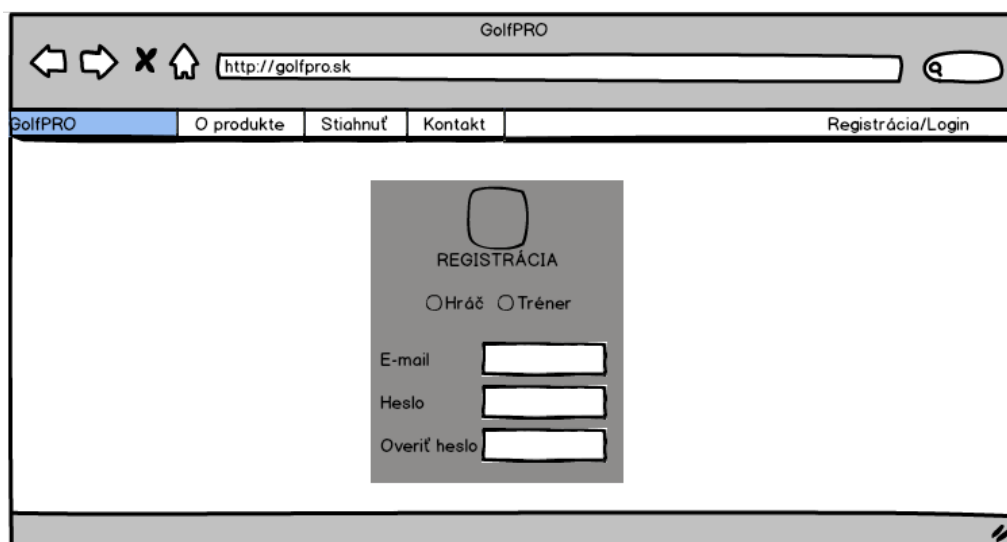 GolfPRO
http://golfpro.sk
GolfPRO O produkte Stiahnuť Kontakt Registrácia/Login
REGISTRÁCIA
Hráč Tréner
E-mail
Heslo
Overiť heslo